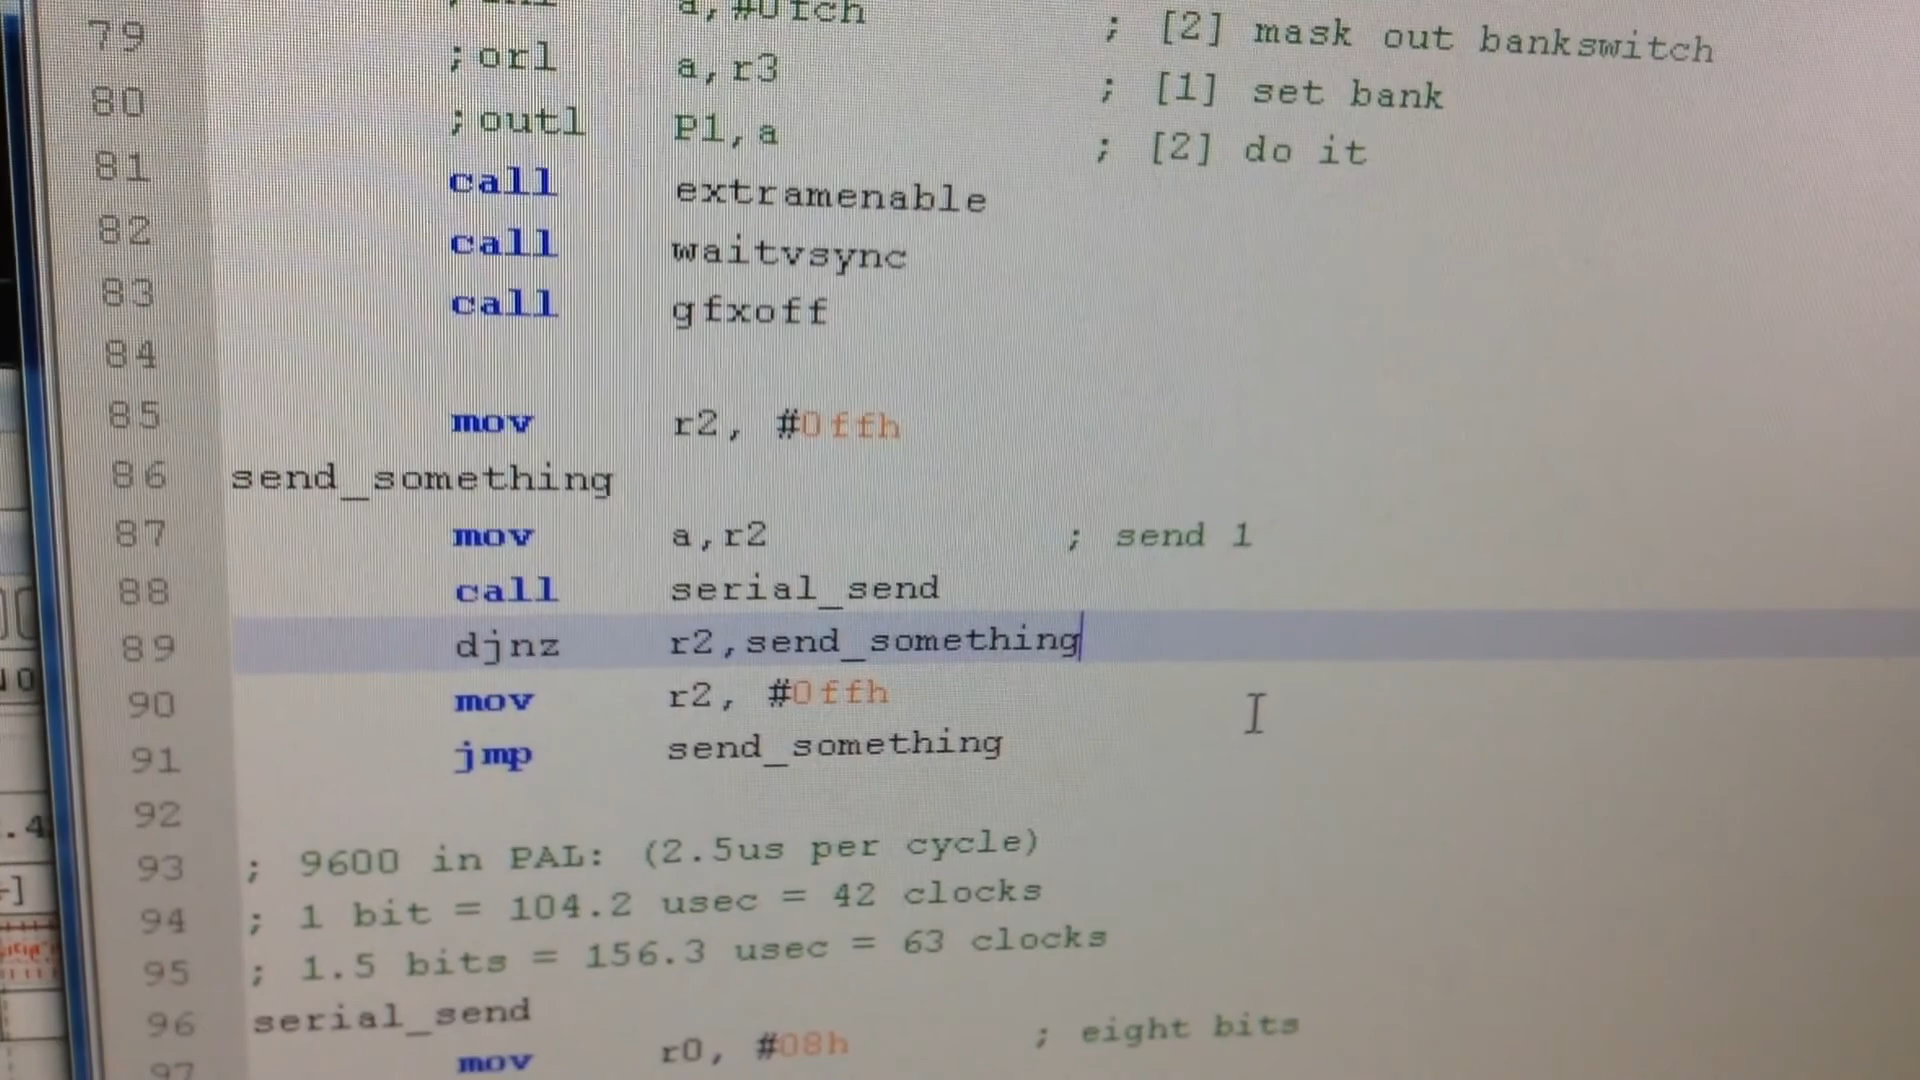 a,#0fch ; [2] mask out bankswitch
79 ;orl a,r3 ; [1] set bank
80 ;outl P1,a ; [2] do it
81 call extramenable
82 call waitvsync
83 call gfxoff
84
85 mov r2, #0ffh
86 send_something
87 mov a,r2 ; send 1
88 call serial_send
89 djnz r2,send_something
90 mov r2, #0ffh
91 jmp send_something
92
93 ; 9600 in PAL: (2.5us per cycle)
94 ; 1 bit = 104.2 usec = 42 clocks
95 ; 1.5 bits = 156.3 usec = 63 clocks
96 serial_send
97 mov r0, #08h ; eight bits